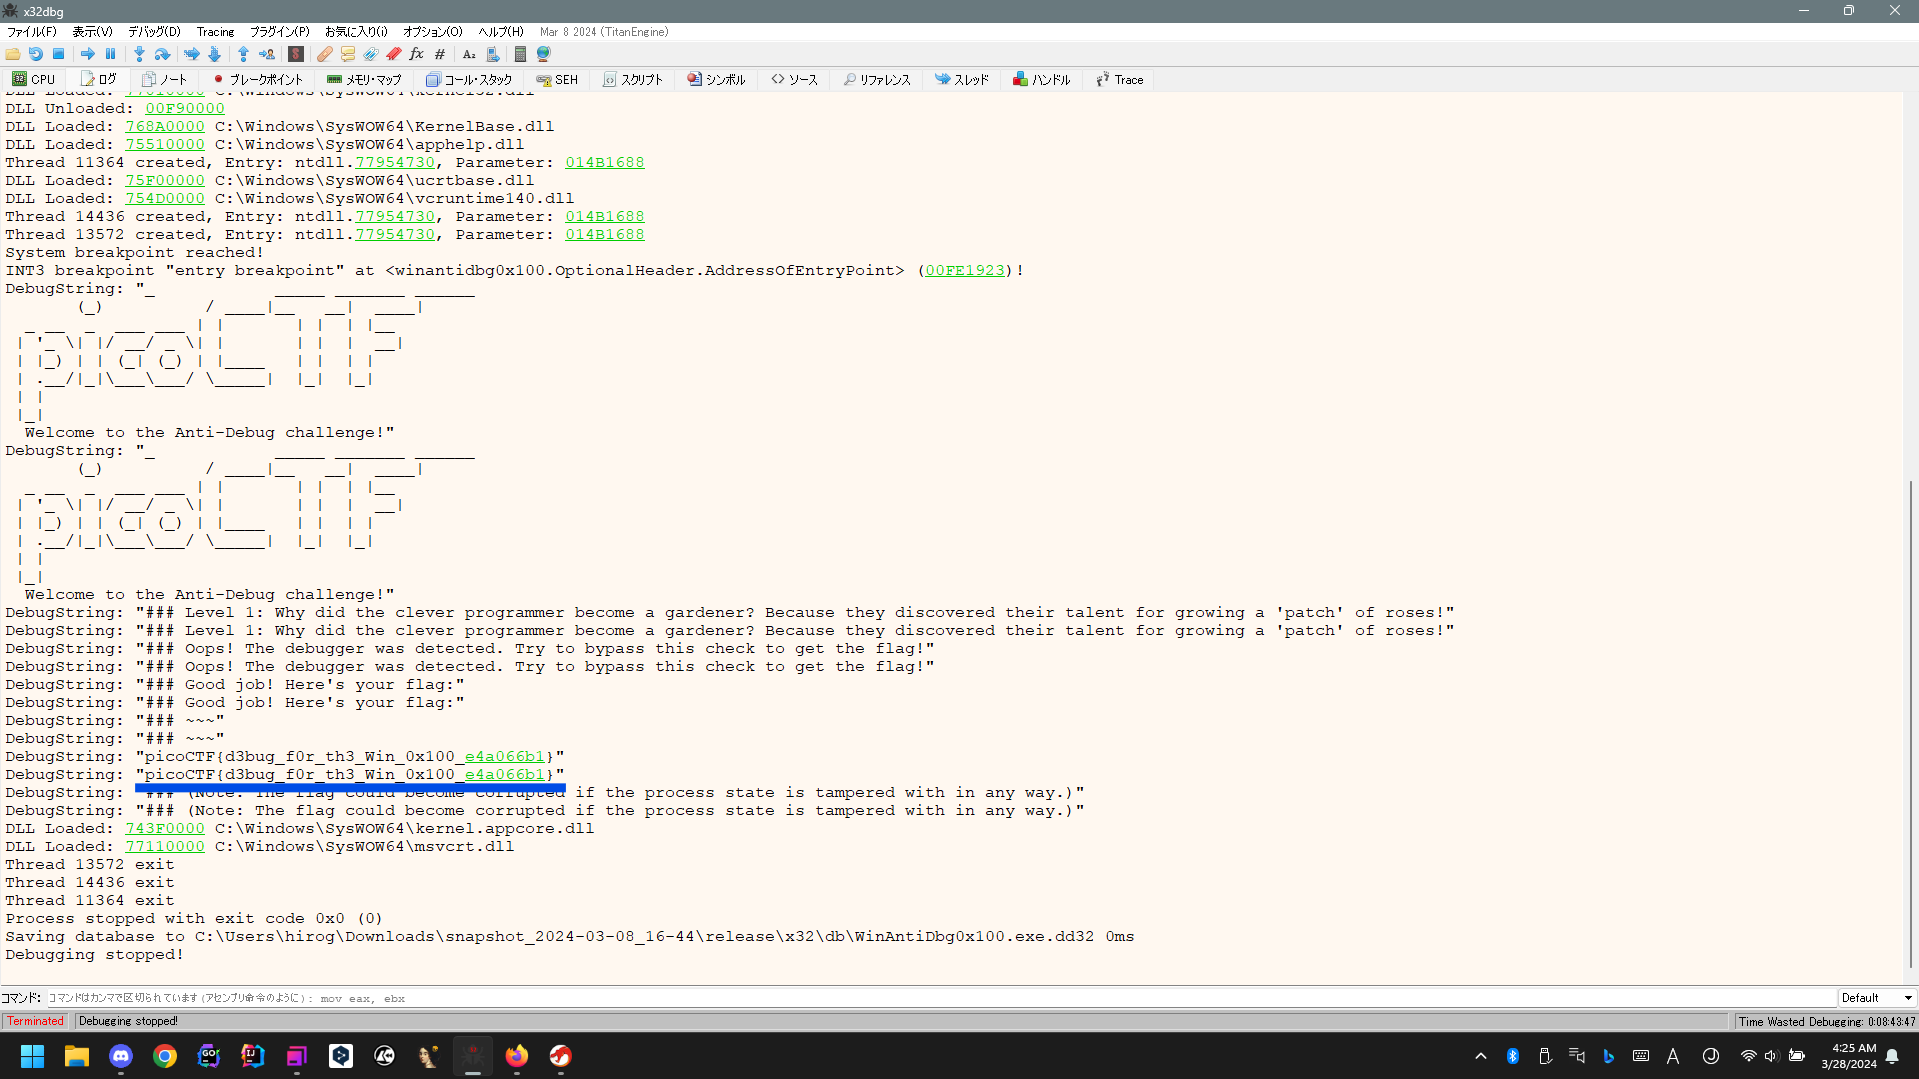 x32dbg
ファイル(F) 表示(V) デバッグ(D) Tracing プラグイン(P) お気に入り(I) オプション(O) ヘルプ(H) Mar 8 2024 (TitanEngine)
CPU ログ ノート ブレークポイント メモリ・マップ コール・スタック SEH スクリプト シンボル ソース リファレンス スレッド ハンドル Trace
DLL Unloaded: 00F90000
DLL Loaded: 768A0000 C:\Windows\SysWOW64\KernelBase.dll
DLL Loaded: 75510000 C:\Windows\SysWOW64\apphelp.dll
Thread 11364 created, Entry: ntdll.77954730, Parameter: 014B1688
DLL Loaded: 75F00000 C:\Windows\SysWOW64\ucrtbase.dll
DLL Loaded: 754D0000 C:\Windows\SysWOW64\vcruntime140.dll
Thread 14436 created, Entry: ntdll.77954730, Parameter: 014B1688
Thread 13572 created, Entry: ntdll.77954730, Parameter: 014B1688
System breakpoint reached!
INT3 breakpoint "entry breakpoint" at <winantidbg0x100.OptionalHeader.AddressOfEntryPoint> (00FE1923)!
DebugString: "_            _____ _______ ______
picoCTF
Welcome to the Anti-Debug challenge!"
DebugString: "_            _____ _______ ______
picoCTF
Welcome to the Anti-Debug challenge!"
DebugString: "### Level 1: Why did the clever programmer become a gardener? Because they discovered their talent for growing a 'patch' of roses!"
DebugString: "### Level 1: Why did the clever programmer become a gardener? Because they discovered their talent for growing a 'patch' of roses!"
DebugString: "### Oops! The debugger was detected. Try to bypass this check to get the flag!"
DebugString: "### Oops! The debugger was detected. Try to bypass this check to get the flag!"
DebugString: "### Good job! Here's your flag:"
DebugString: "### Good job! Here's your flag:"
DebugString: "### ~~~"
DebugString: "### ~~~"
DebugString: "picoCTF{d3bug_f0r_th3_Win_0x100_e4a066b1}"
DebugString: "picoCTF{d3bug_f0r_th3_Win_0x100_e4a066b1}"
DebugString: "### (Note: The flag could become corrupted if the process state is tampered with in any way.)"
DebugString: "### (Note: The flag could become corrupted if the process state is tampered with in any way.)"
DLL Loaded: 743F0000 C:\Windows\SysWOW64\kernel.appcore.dll
DLL Loaded: 77110000 C:\Windows\SysWOW64\msvcrt.dll
Thread 13572 exit
Thread 14436 exit
Thread 11364 exit
Process stopped with exit code 0x0 (0)
Saving database to C:\Users\hirog\Downloads\snapshot_2024-03-08_16-44\release\x32\db\WinAntiDbg0x100.exe.dd32 0ms
Debugging stopped!
コマンド: コマンドはカンマで区切られています(アセンブリ命令のように): mov eax, ebx Default
Terminated Debugging stopped! Time Wasted Debugging: 0:08:43:47
4:25 AM
3/28/2024